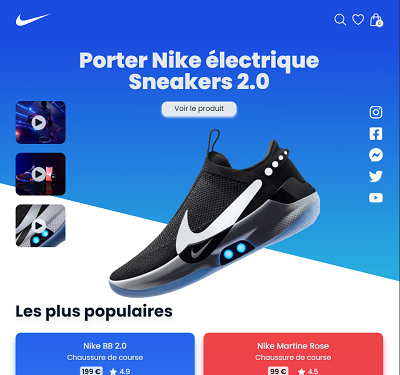 0
Porter Nike électrique
Sneakers 2.0
Voir le produit
Les plus populaires
Nike BB 2.0
Chaussure de course
199 € ★ 4.9
Nike Martine Rose
Chaussure de course
99 € ★ 4.5